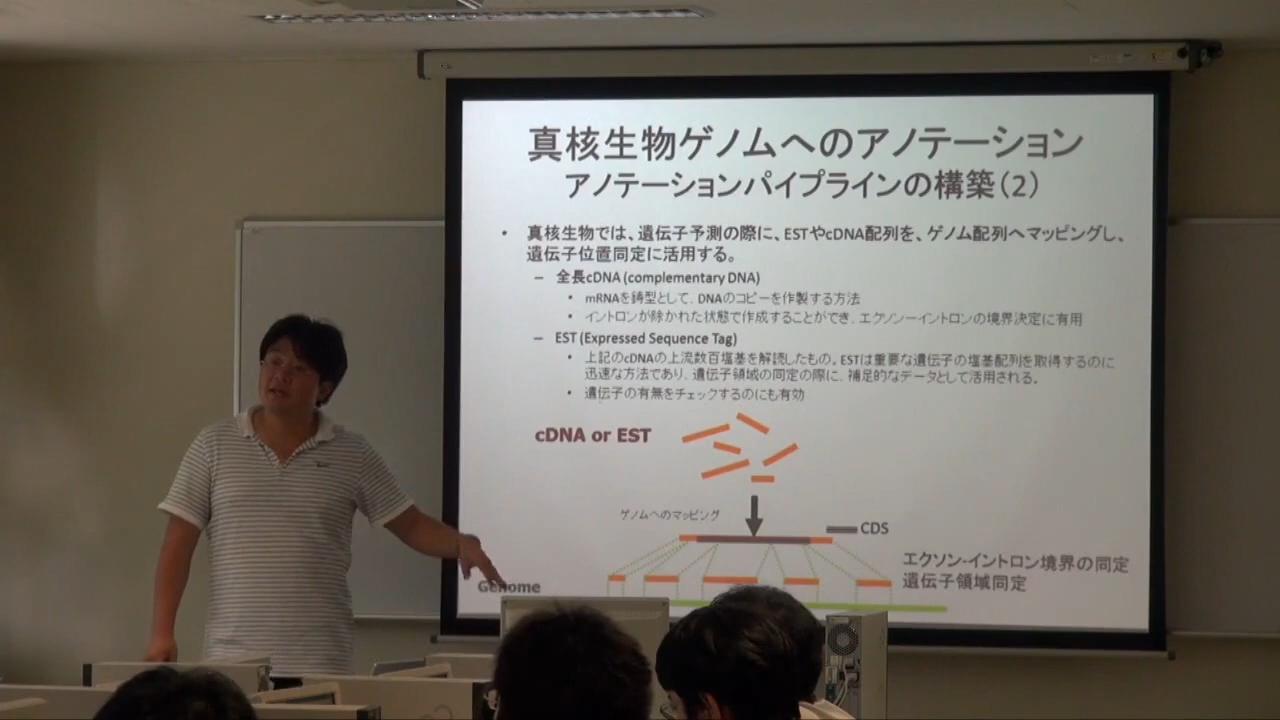 真核生物ゲノムへのアノテーション
アノテーションパイプラインの構築(2)
• 真核生物では、遺伝子予測の際に、ESTやcDNA配列を、ゲノム配列へマッピングし、
遺伝子位置同定に活用する。
– 全長cDNA (complementary DNA)
• mRNAを鋳型として、DNAのコピーを作製する方法
• イントロンが除かれた状態で作成することができ、エクソンーイントロンの境界決定に有用
– EST (Expressed Sequence Tag)
• 上記のcDNAの上流数百塩基を解読したもの。ESTは重要な遺伝子の塩基配列を取得するのに
迅速な方法であり、遺伝子領域の同定の際に、補足的なデータとして活用される。
• 遺伝子の有無をチェックするのにも有効
cDNA or EST
ゲノムへのマッピング
CDS
エクソン-イントロン境界の同定
遺伝子領域同定
Genome